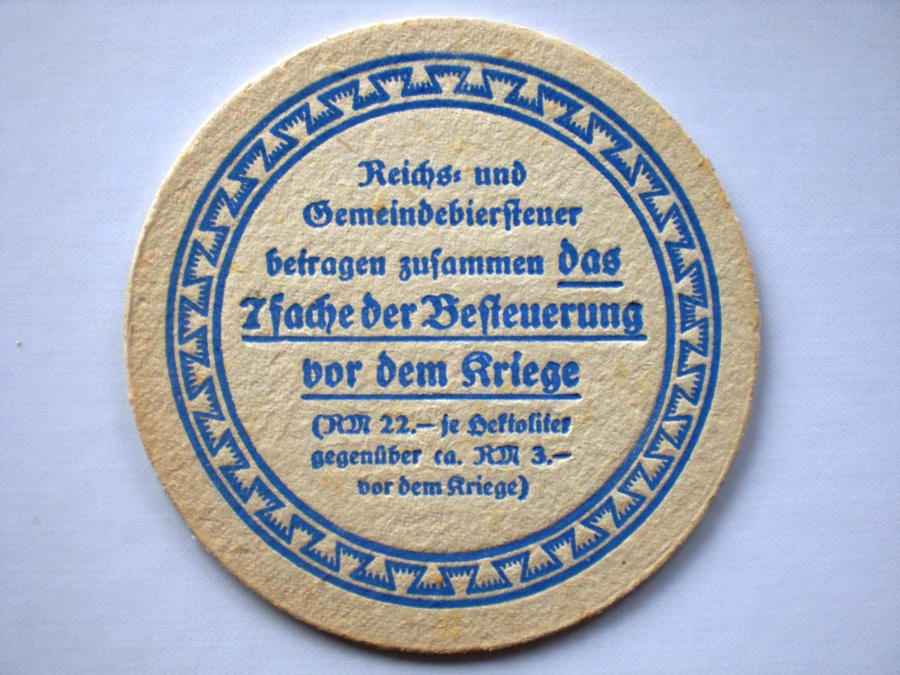 Reichs- und
Gemeindebiersteuer
betragen zusammen das
7fache der Besteuerung
vor dem Kriege
(RM 22.— je Hektoliter
gegenüber ca. RM 3.—
vor dem Kriege)